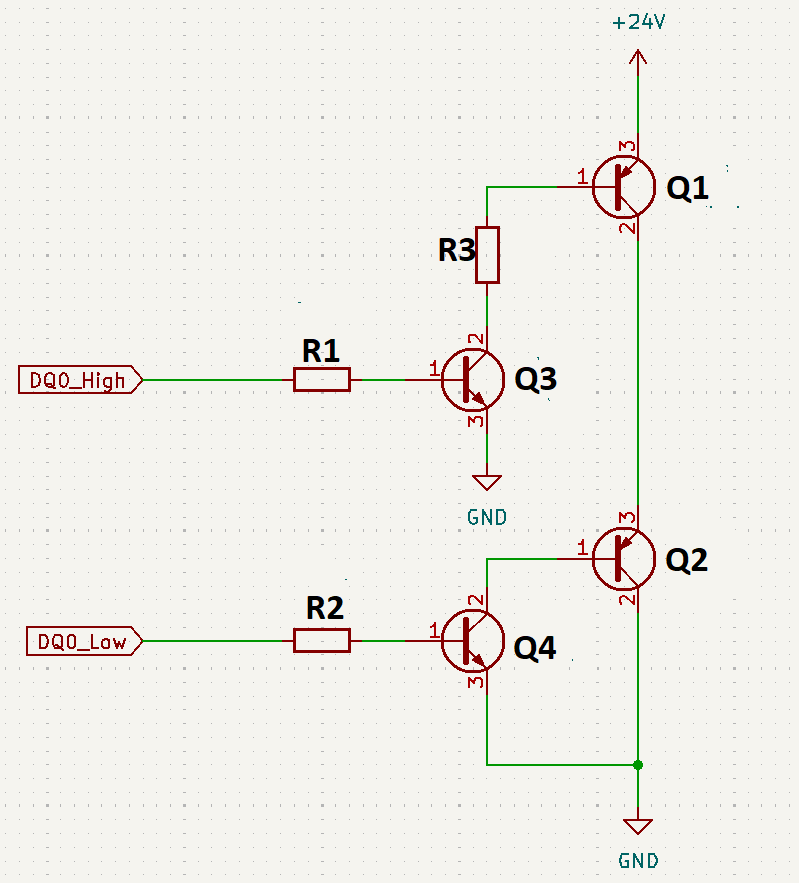 +24V
3
1
Q1
2
R3
R1
2
DQ0_High
1
Q3
3
GND
3
1
Q2
2
R2
2
DQ0_Low
1
Q4
3
GND